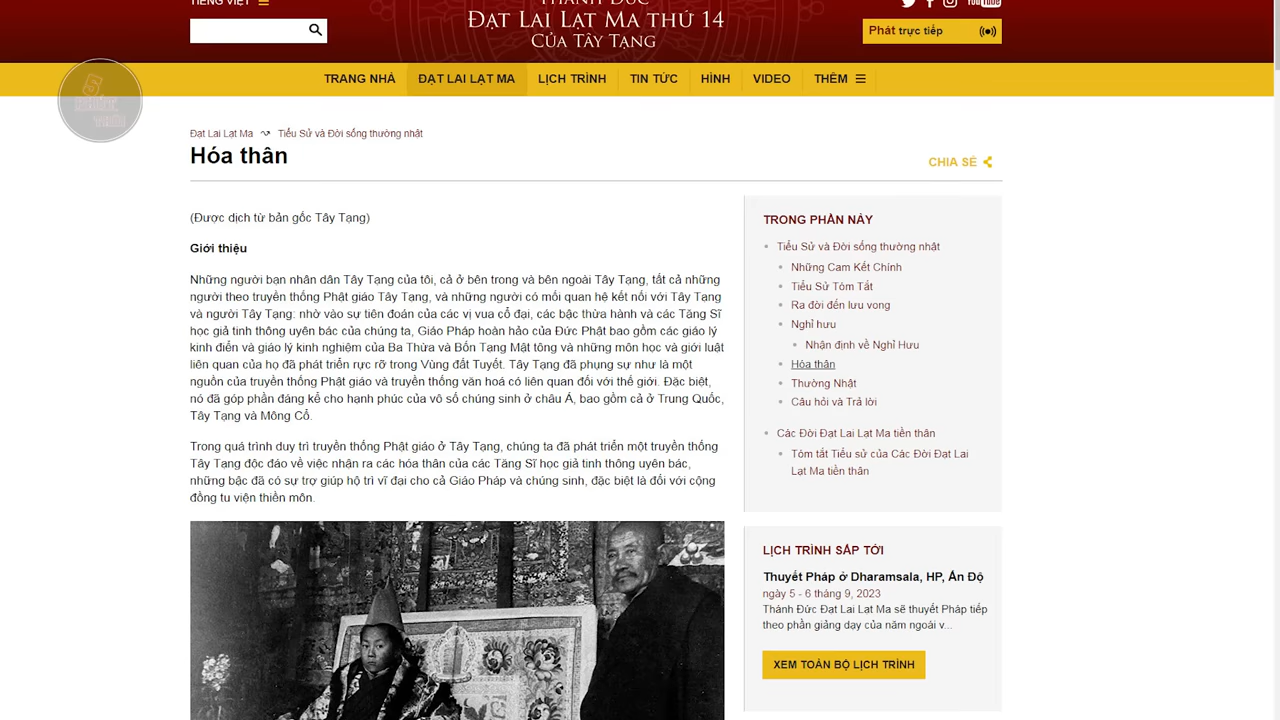 TIẾNG VIỆT
THÁNH ĐỨC
ĐẠT LAI LẠT MA THỨ 14
CỦA TÂY TẠNG
YouTube
Phát trực tiếp
TRANG NHÀ
ĐẠT LAI LẠT MA
LỊCH TRÌNH
TIN TỨC
HÌNH
VIDEO
THÊM
5
PHÚT
Đạt Lai Lạt Ma
Tiểu Sử và Đời sống thường nhật
Hóa thân
CHIA SẺ
(Được dịch từ bản gốc Tây Tạng)
Giới thiệu
Những người bạn nhân dân Tây Tạng của tôi, cả ở bên trong và bên ngoài Tây Tạng, tất cả những
người theo truyền thống Phật giáo Tây Tạng, và những người có mối quan hệ kết nối với Tây Tạng
và người Tây Tạng: nhờ vào sự tiên đoán của các vị vua cổ đại, các bậc thừa hành và các Tăng Sĩ
học giả tinh thông uyên bác của chúng ta, Giáo Pháp hoàn hảo của Đức Phật bao gồm các giáo lý
kinh điển và giáo lý kinh nghiệm của Ba Thừa và Bốn Tạng Mật tông và những môn học và giới luật
liên quan của họ đã phát triển rực rỡ trong Vùng đất Tuyết. Tây Tạng đã phụng sự như là một
nguồn của truyền thống Phật giáo và truyền thống văn hoá có liên quan đối với thế giới. Đặc biệt,
nó đã góp phần đáng kể cho hạnh phúc của vô số chúng sinh ở châu Á, bao gồm cả ở Trung Quốc,
Tây Tạng và Mông Cổ.
Trong quá trình duy trì truyền thống Phật giáo ở Tây Tạng, chúng ta đã phát triển một truyền thống
Tây Tạng độc đáo về việc nhận ra các hóa thân của các Tăng Sĩ học giả tinh thông uyên bác,
những bậc đã có sự trợ giúp hộ trì vĩ đại cho cả Giáo Pháp và chúng sinh, đặc biệt là đối với cộng
đồng tu viện thiền môn.
TRONG PHẦN NÀY
Tiểu Sử và Đời sống thường nhật
Những Cam Kết Chính
Tiểu Sử Tóm Tắt
Ra đời đến lưu vong
Nghỉ hưu
Nhận định về Nghỉ Hưu
Hóa thân
Thường Nhật
Câu hỏi và Trả lời
Các Đời Đạt Lai Lạt Ma tiền thân
Tóm tắt Tiểu sử của Các Đời Đạt Lai
Lạt Ma tiền thân
LỊCH TRÌNH SẮP TỚI
Thuyết Pháp ở Dharamsala, HP, Ấn Độ
ngày 5 - 6 tháng 9, 2023
Thánh Đức Đạt Lai Lạt Ma sẽ thuyết Pháp tiếp
theo phần giảng dạy của năm ngoái v...
XEM TOÀN BỘ LỊCH TRÌNH